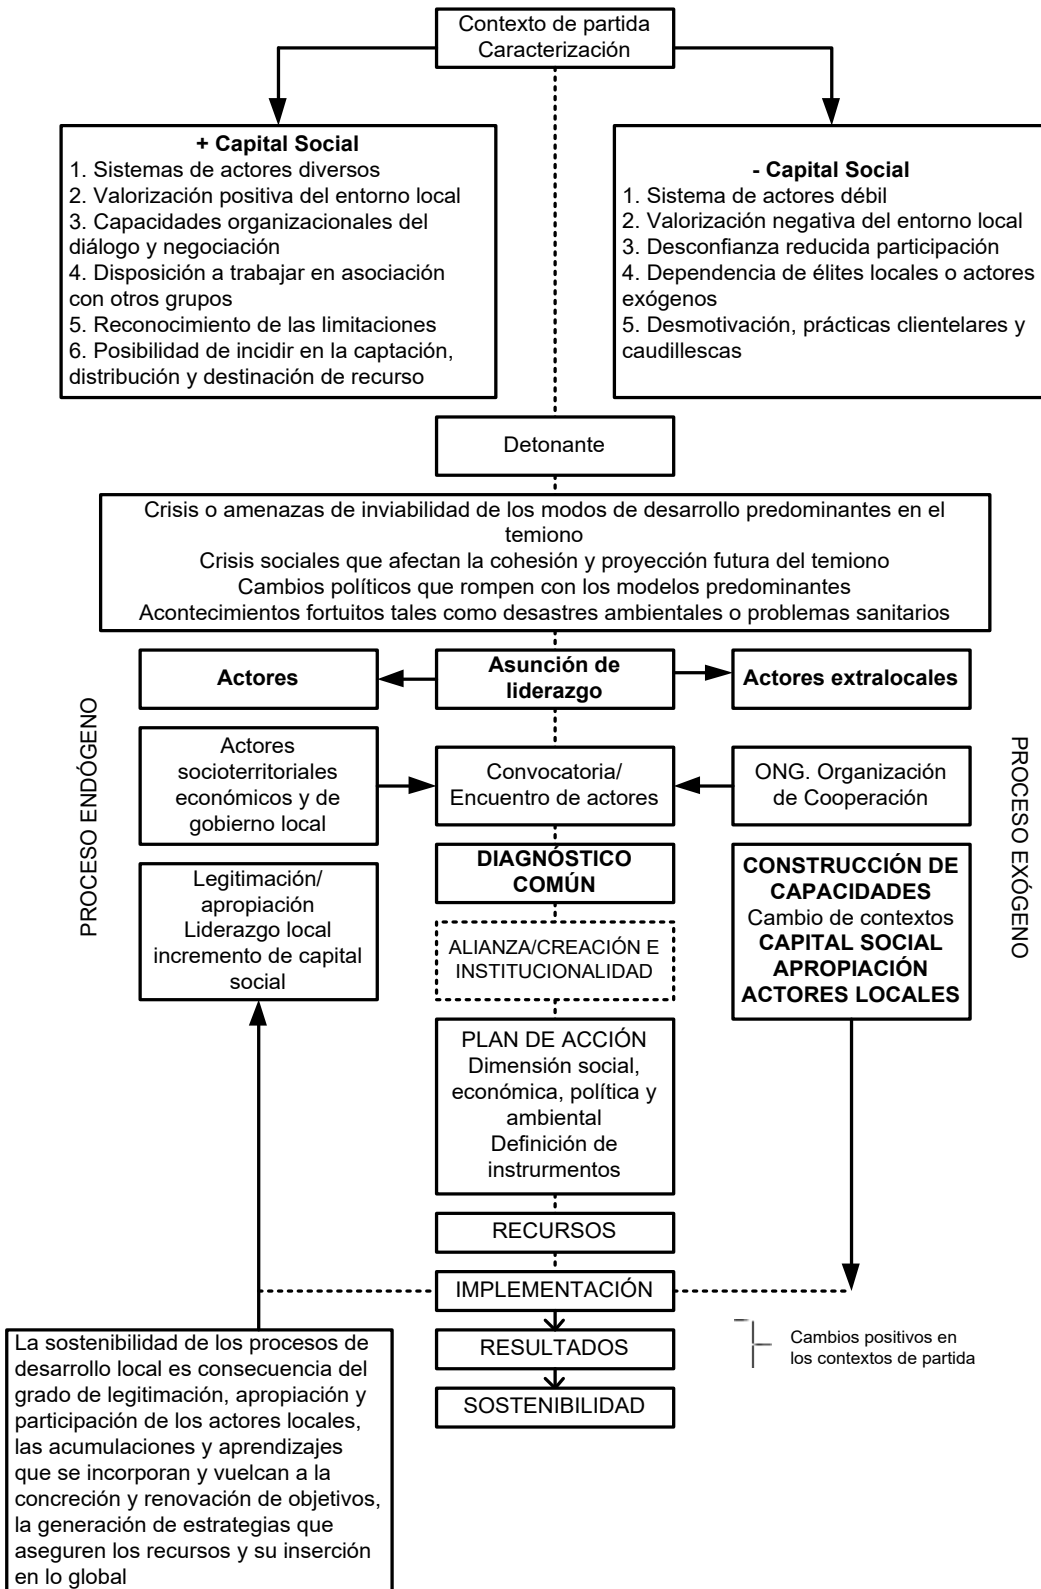 Contexto de partida
Caracterización
+ Capital Social
1. Sistemas de actores diversos
2. Valorización positiva del entorno local
3. Capacidades organizacionales del
diálogo y negociación
4. Disposición a trabajar en asociación
con otros grupos
5. Reconocimiento de las limitaciones
6. Posibilidad de incidir en la captación,
distribución y destinación de recurso
- Capital Social
1. Sistema de actores débil
2. Valorización negativa del entorno local
3. Desconfianza reducida participación
4. Dependencia de élites locales o actores
exógenos
5. Desmotivación, prácticas clientelares y
caudillescas
Detonante
Crisis o amenazas de inviabilidad de los modos de desarrollo predominantes en el
temiono
Crisis sociales que afectan la cohesión y proyección futura del temiono
Cambios políticos que rompen con los modelos predominantes
Acontecimientos fortuitos tales como desastres ambientales o problemas sanitarios
Actores
Asunción de
liderazgo
Actores extralocales
PROCESO ENDÓGENO
Actores
socioterritoriales
económicos y de
gobierno local
Convocatoria/
Encuentro de actores
ONG. Organización
de Cooperación
PROCESO EXÓGENO
Legitimación/
apropiación
Liderazgo local
incremento de capital
social
DIAGNÓSTICO
COMÚN
CONSTRUCCIÓN DE
CAPACIDADES
Cambio de contextos
CAPITAL SOCIAL
APROPIACIÓN
ACTORES LOCALES
ALIANZA/CREACIÓN E
INSTITUCIONALIDAD
PLAN DE ACCIÓN
Dimensión social,
económica, política y
ambiental
Definición de
instrurmentos
RECURSOS
IMPLEMENTACIÓN
RESULTADOS
SOSTENIBILIDAD
Cambios positivos en
los contextos de partida
La sostenibilidad de los procesos de
desarrollo local es consecuencia del
grado de legitimación, apropiación y
participación de los actores locales,
las acumulaciones y aprendizajes
que se incorporan y vuelcan a la
concreción y renovación de objetivos,
la generación de estrategias que
aseguren los recursos y su inserción
en lo global